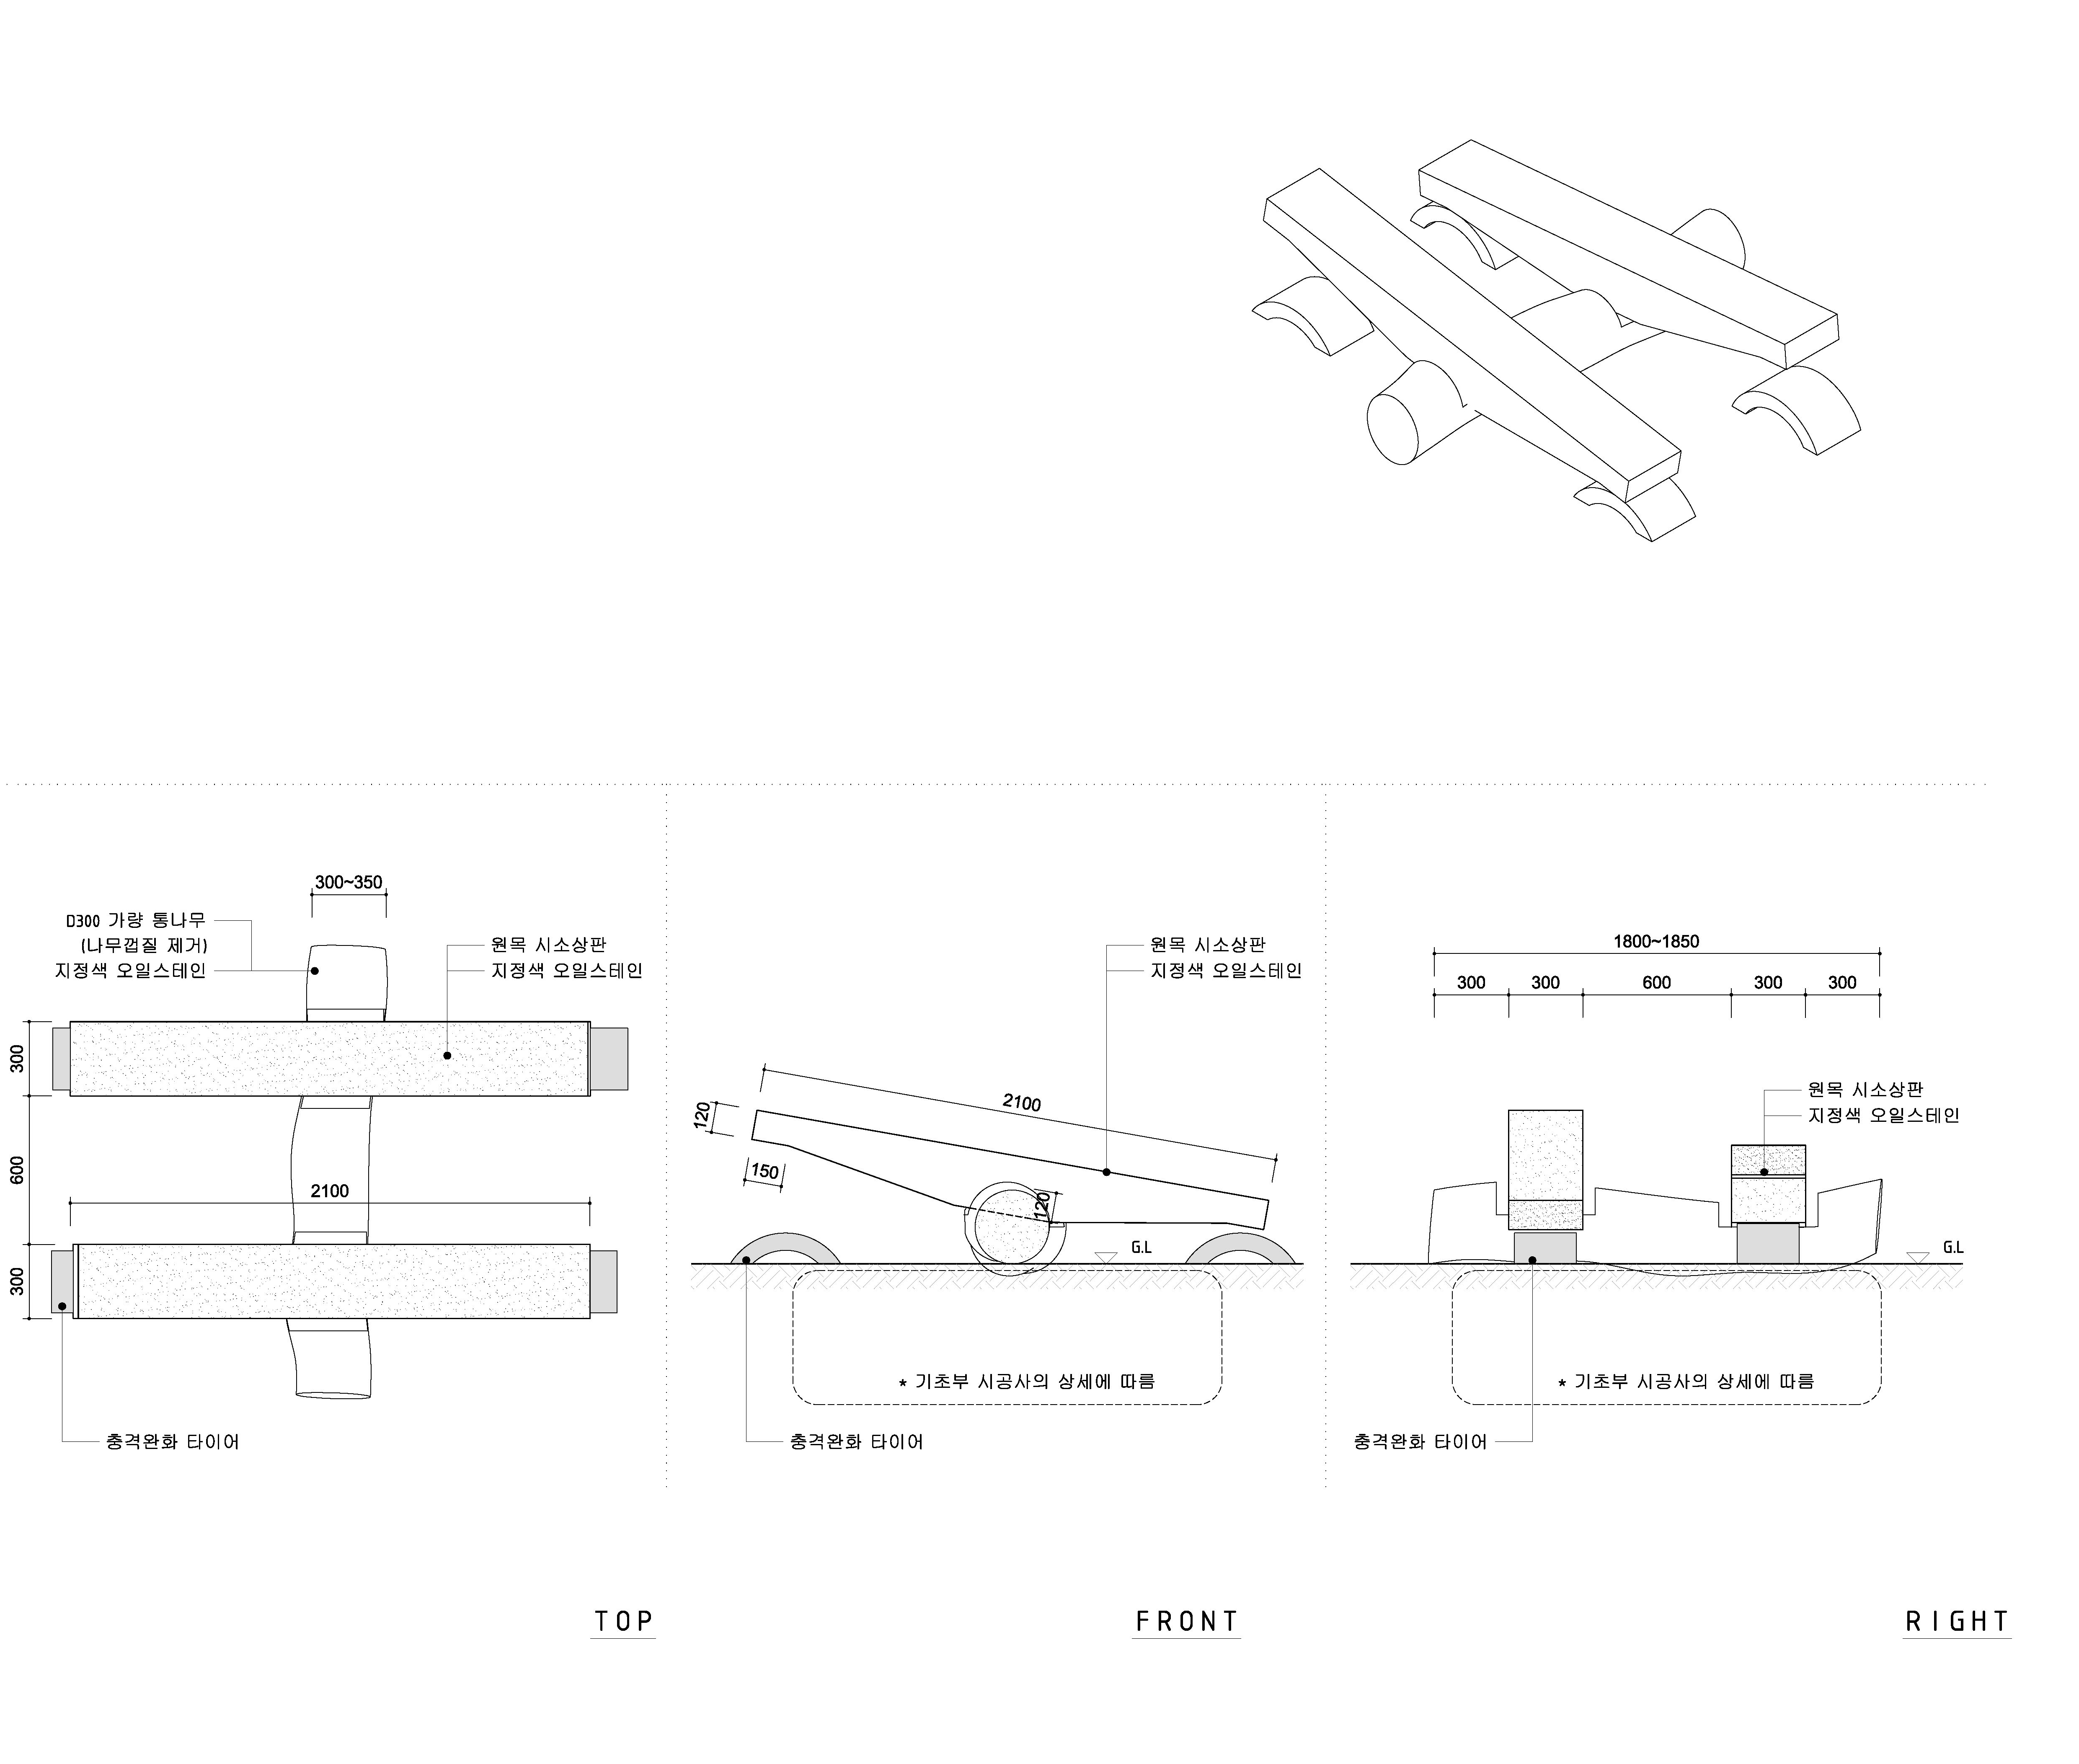 300~350
D300 가량 통나무
(나무껍질 제거)
지정색 오일스테인
원목 시소상판
지정색 오일스테인
300
600
2100
300
충격완화 타이어
TOP
원목 시소상판
지정색 오일스테인
2100
120
150
120
G.L
* 기초부 시공사의 상세에 따름
충격완화 타이어
FRONT
1800~1850
300 300 600 300 300
원목 시소상판
지정색 오일스테인
G.L
* 기초부 시공사의 상세에 따름
충격완화 타이어
RIGHT